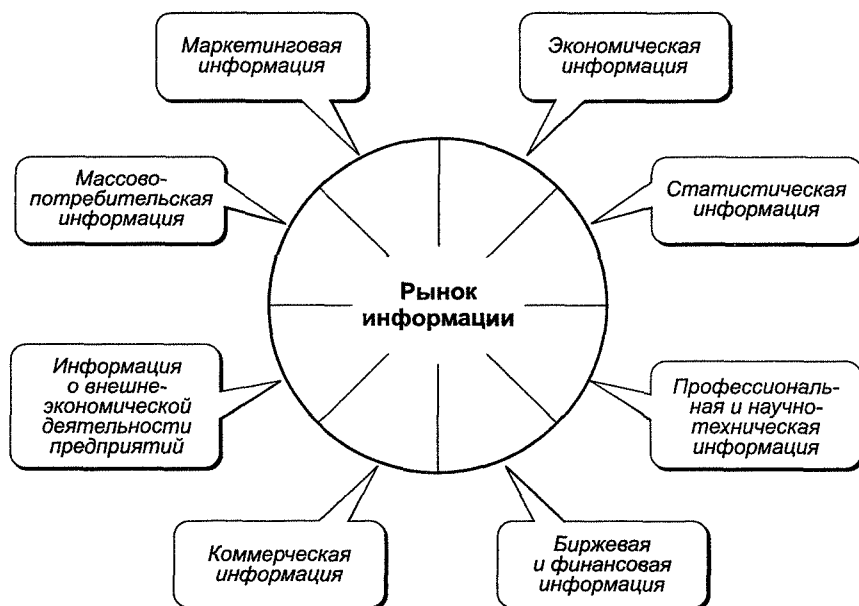 Маркетинговая
информация
Экономическая
информация
Массово-
потребительская
информация
Статистическая
информация
Рынок
информации
Информация
о внешне-
экономической
деятельности
предприятий
Профессиональ-
ная и научно-
техническая
информация
Коммерческая
информация
Биржевая
и финансовая
информация